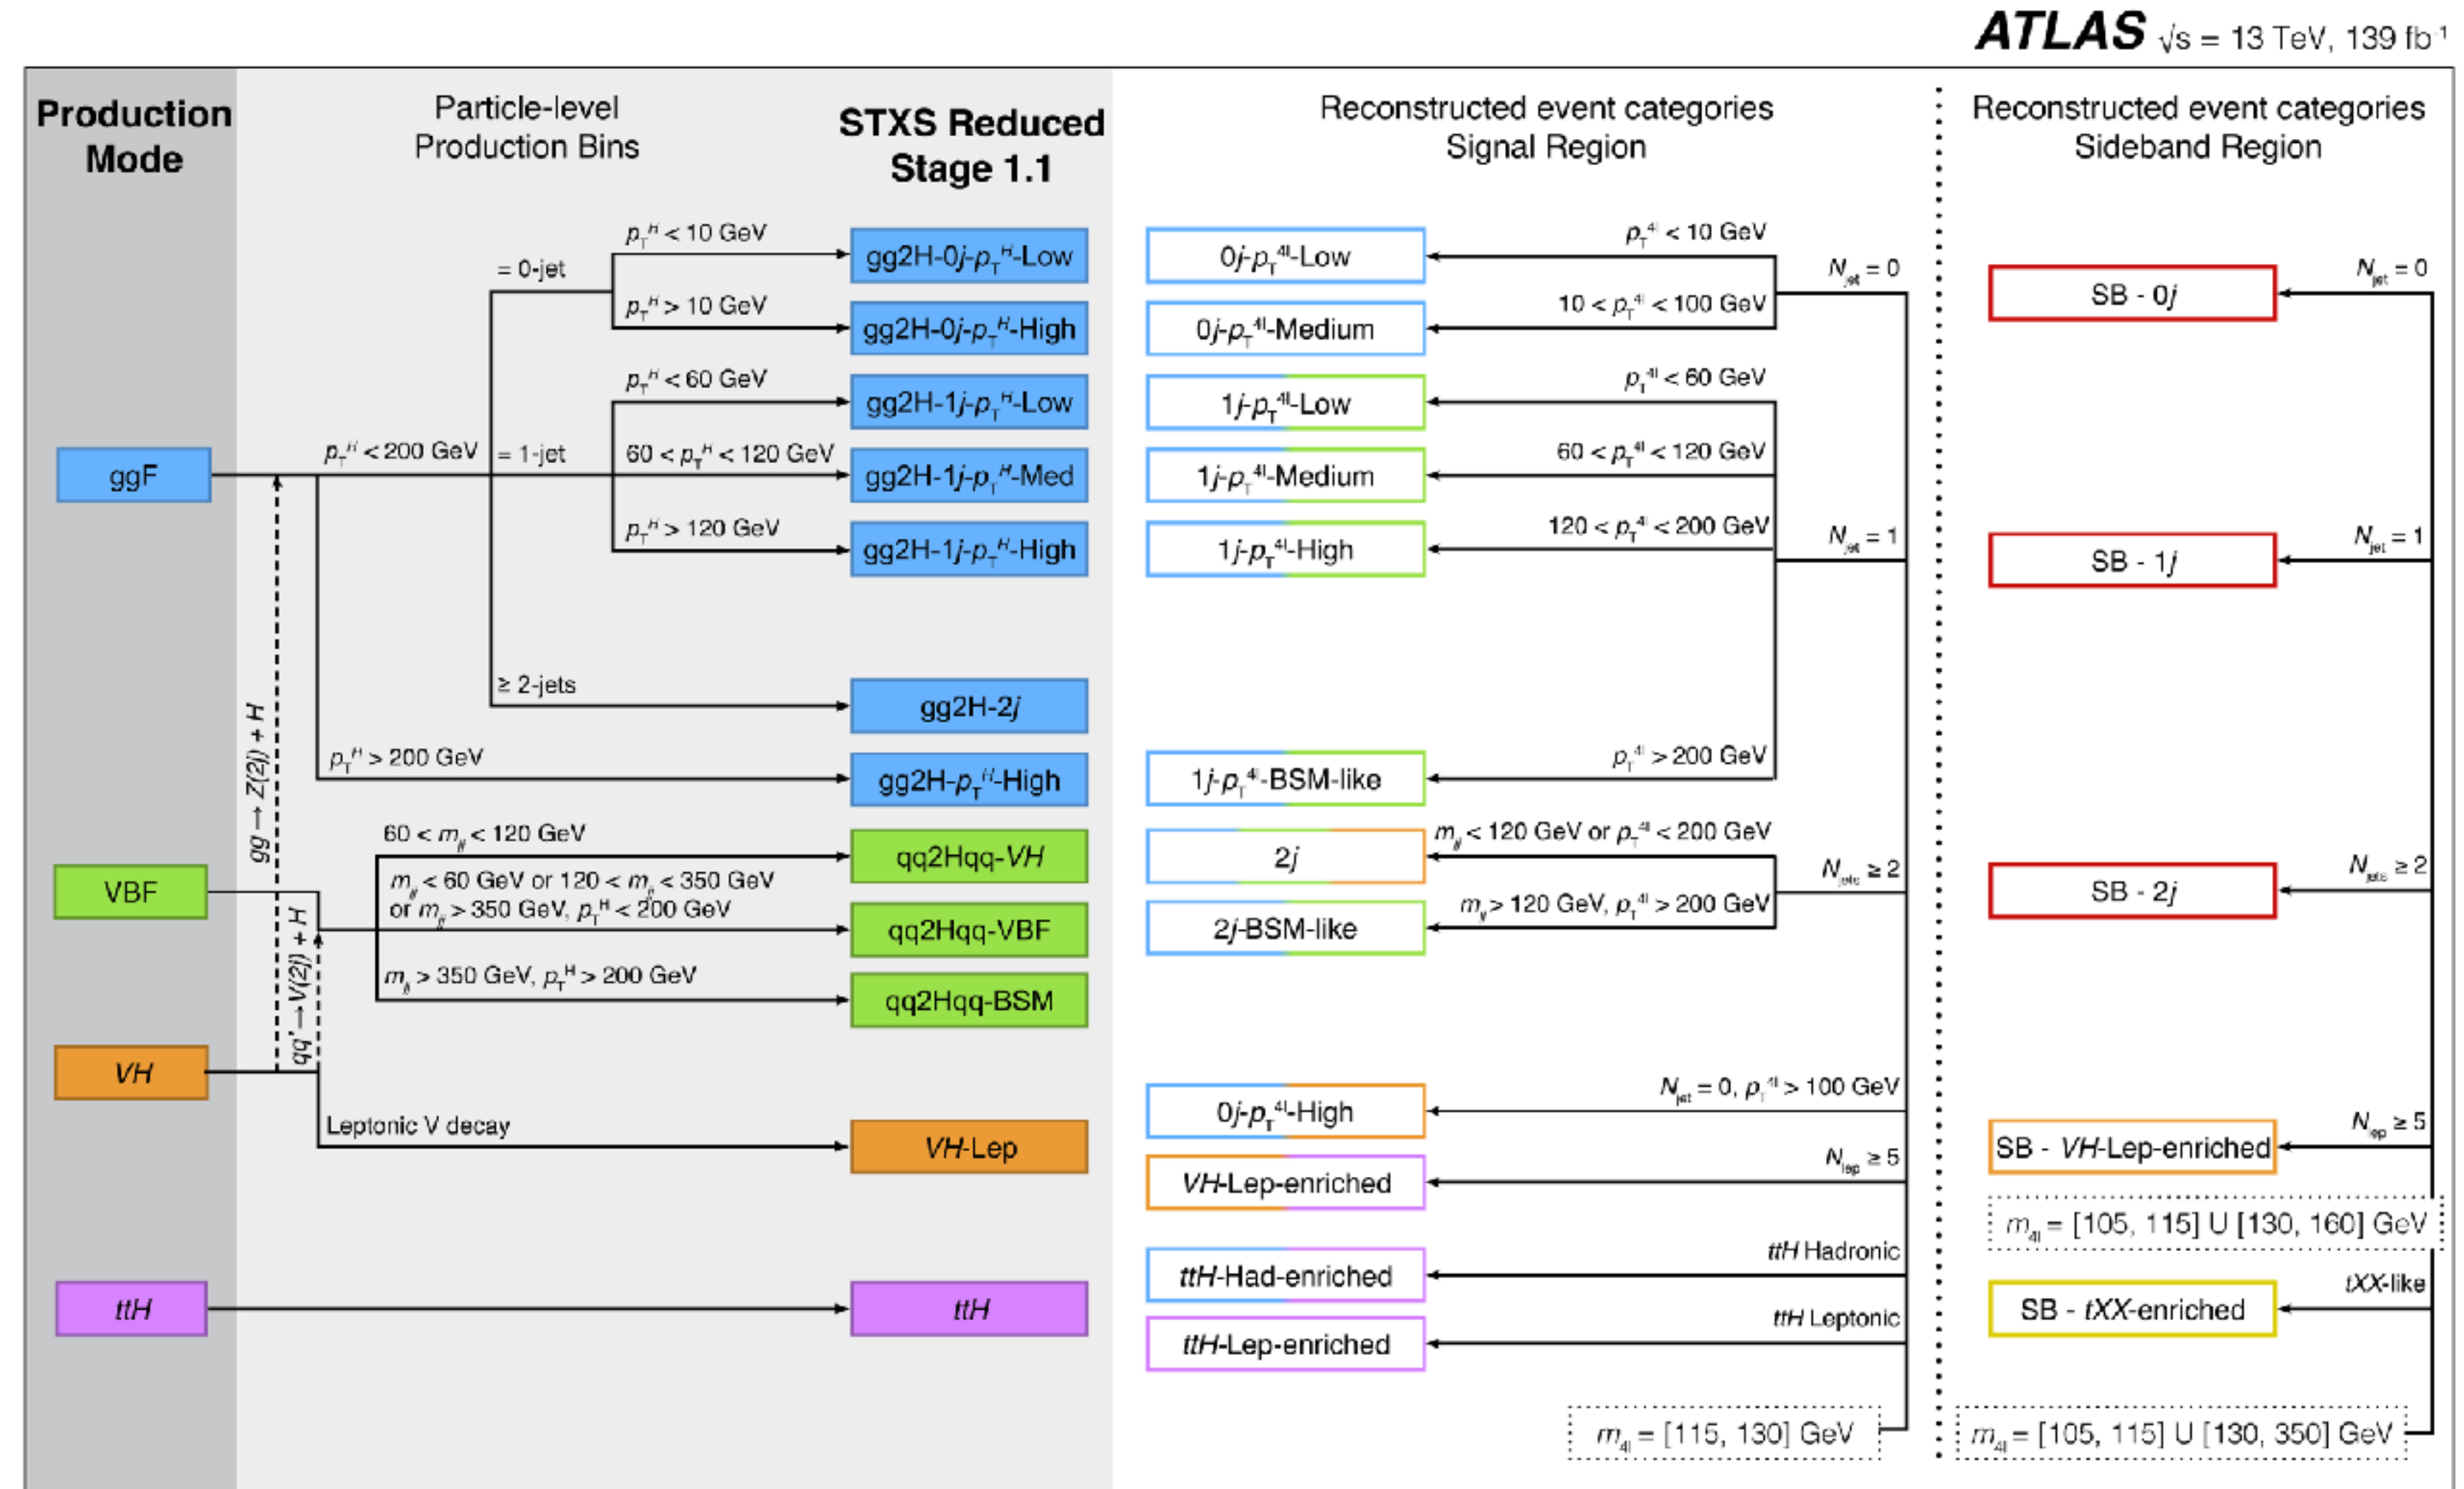 ATLAS √s = 13 TeV, 139 fb⁻¹
Production
Mode
Particle-level
Production Bins
STXS Reduced
Stage 1.1
Reconstructed event categories
Signal Region
Reconstructed event categories
Sideband Region
ggF
VBF
VH
ttH
gg → Z(2j) + H
qq' → V(2j) + H
p_T^H < 200 GeV
p_T^H > 200 GeV
= 0-jet
= 1-jet
≥ 2-jets
p_T^H < 10 GeV
p_T^H > 10 GeV
p_T^H < 60 GeV
60 < p_T^H < 120 GeV
p_T^H > 120 GeV
60 < m_jj < 120 GeV
m_jj < 60 GeV or 120 < m_jj < 350 GeV
or m_jj > 350 GeV, p_T^H < 200 GeV
m_jj > 350 GeV, p_T^H > 200 GeV
Leptonic V decay
gg2H-0j-p_T^H-Low
gg2H-0j-p_T^H-High
gg2H-1j-p_T^H-Low
gg2H-1j-p_T^H-Med
gg2H-1j-p_T^H-High
gg2H-2j
gg2H-p_T^H-High
qq2Hqq-VH
qq2Hqq-VBF
qq2Hqq-BSM
VH-Lep
ttH
0j-p_T^4l-Low
0j-p_T^4l-Medium
1j-p_T^4l-Low
1j-p_T^4l-Medium
1j-p_T^4l-High
1j-p_T^4l-BSM-like
2j
2j-BSM-like
0j-p_T^4l-High
VH-Lep-enriched
ttH-Had-enriched
ttH-Lep-enriched
p_T^4l < 10 GeV
10 < p_T^4l < 100 GeV
p_T^4l < 60 GeV
60 < p_T^4l < 120 GeV
120 < p_T^4l < 200 GeV
p_T^4l > 200 GeV
m_jj < 120 GeV or p_T^4l < 200 GeV
m_jj > 120 GeV, p_T^4l > 200 GeV
N_jet = 0
N_jet = 1
N_jets ≥ 2
N_jet = 0, p_T^4l > 100 GeV
N_lep ≥ 5
ttH Hadronic
ttH Leptonic
m_4l = [115, 130] GeV
SB - 0j
N_jet = 0
SB - 1j
N_jet = 1
SB - 2j
N_jets ≥ 2
SB - VH-Lep-enriched
N_lep ≥ 5
m_4l = [105, 115] U [130, 160] GeV
SB - tXX-enriched
tXX-like
m_4l = [105, 115] U [130, 350] GeV